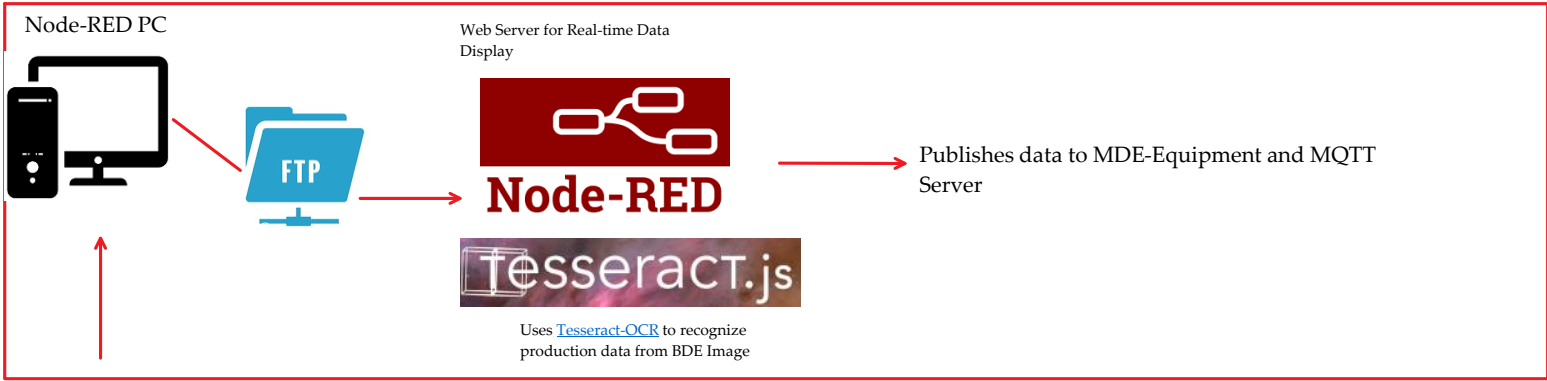 Node-RED PC
Web Server for Real-time Data
Display
FTP
Node-RED
Tesseract.js
Publishes data to MDE-Equipment and MQTT
Server
Uses Tesseract-OCR to recognize
production data from BDE Image